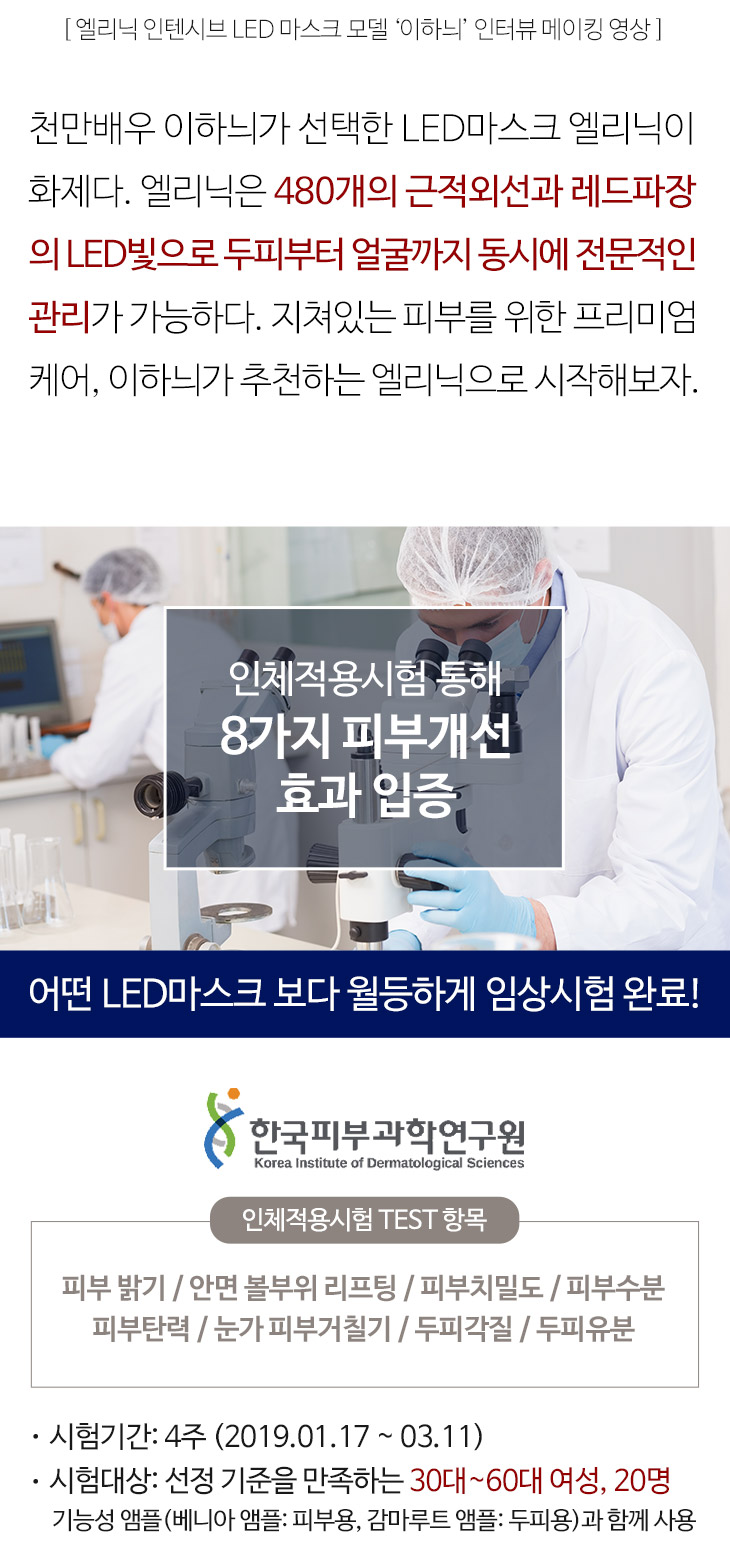 [ 엘리닉 인텐시브 LED 마스크 모델 ‘이하늬’ 인터뷰 메이킹 영상 ]
천만배우 이하늬가 선택한 LED마스크 엘리닉이
화제다. 엘리닉은 480개의 근적외선과 레드파장
의 LED빛으로 두피부터 얼굴까지 동시에 전문적인
관리가 가능하다. 지쳐있는 피부를 위한 프리미엄
케어, 이하늬가 추천하는 엘리닉으로 시작해보자.
인체적용시험 통해
8가지 피부개선
효과 입증
어떤 LED마스크 보다 월등하게 임상시험 완료!
한국피부과학연구원
Korea Institute of Dermatological Sciences
인체적용시험 TEST 항목
피부 밝기 / 안면 볼부위 리프팅 / 피부치밀도 / 피부수분
피부탄력 / 눈가 피부거칠기 / 두피각질 / 두피유분
· 시험기간: 4주 (2019.01.17 ~ 03.11)
· 시험대상: 선정 기준을 만족하는 30대~60대 여성, 20명
기능성 앰플(베니아 앰플: 피부용, 감마루트 앰플: 두피용)과 함께 사용